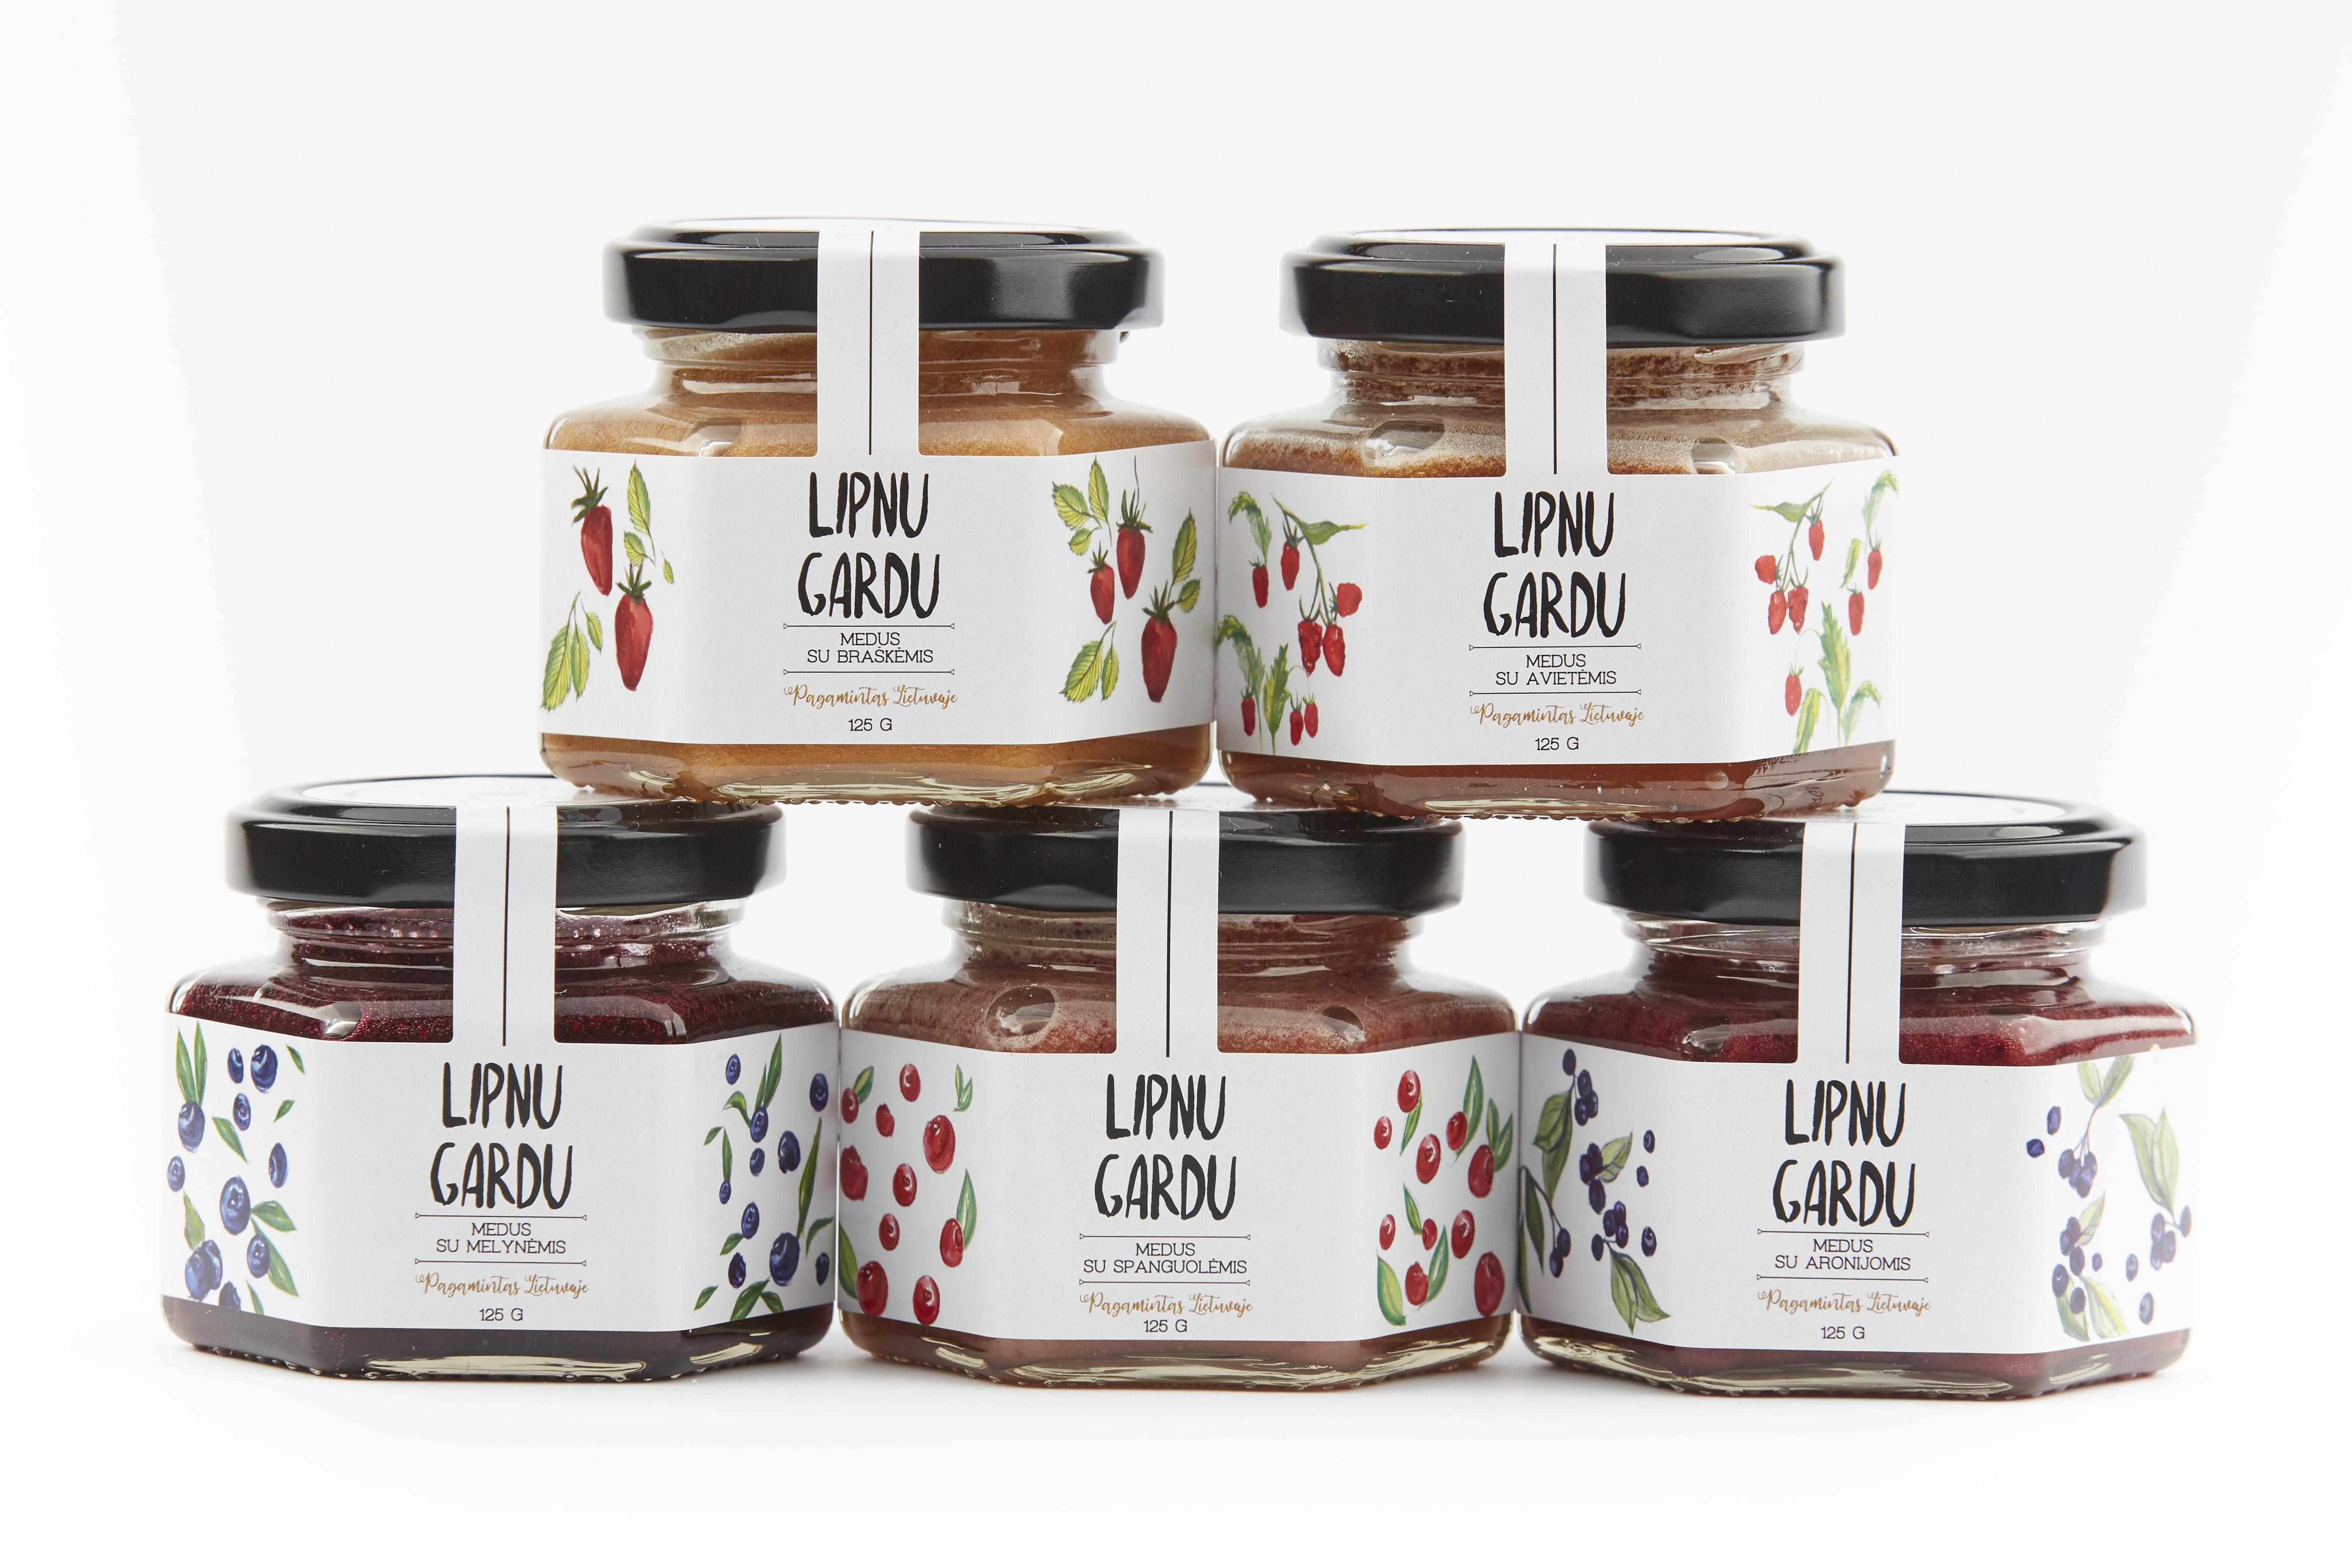 LIPNU
GARDU
MEDUS
SU BRAŠKĖMIS
Pagamintas Lietuvoje
125 G
LIPNU
GARDU
MEDUS
SU AVIETĖMIS
Pagamintas Lietuvoje
125 G
LIPNU
GARDU
MEDUS
SU MELYNĖMIS
Pagamintas Lietuvoje
125 G
LIPNU
GARDU
MEDUS
SU SPANGUOLĖMIS
Pagamintas Lietuvoje
125 G
LIPNU
GARDU
MEDUS
SU ARONIJOMIS
Pagamintas Lietuvoje
125 G